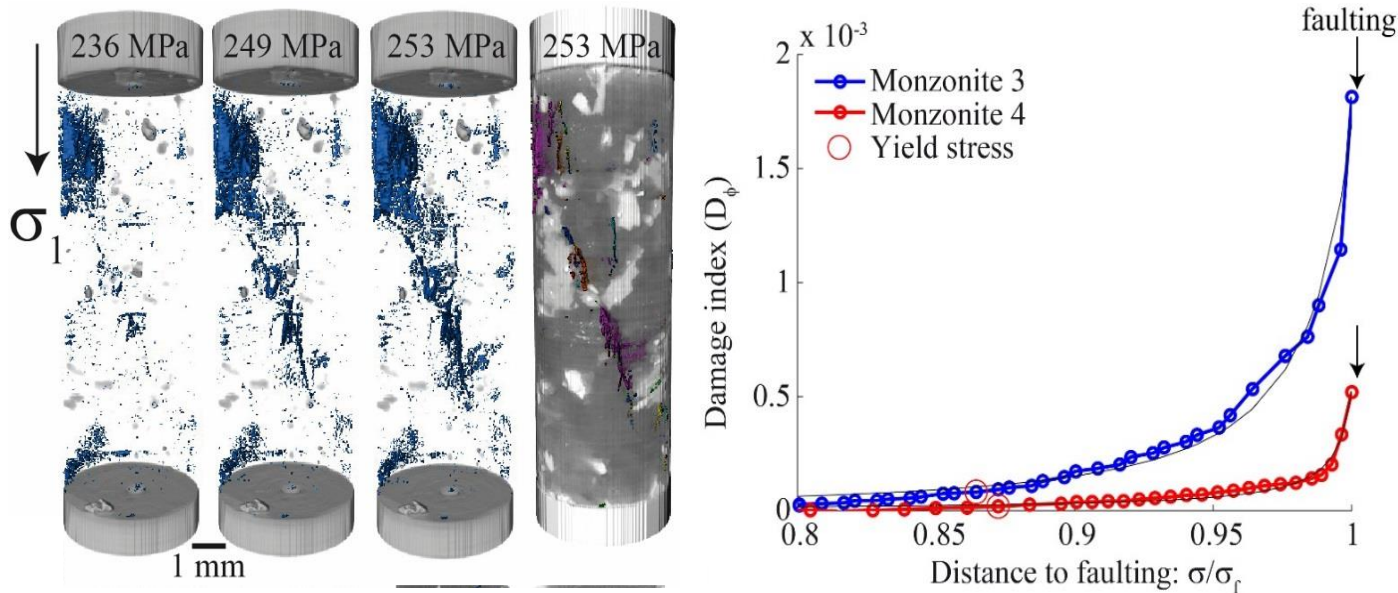 236 MPa
249 MPa
253 MPa
253 MPa
σ1
1 mm
faulting
x 10-3
2
1.5
1
0.5
0
Monzonite 3
Monzonite 4
Yield stress
Damage index (Dϕ)
0.8
0.85
0.9
0.95
1
Distance to faulting: σ/σf